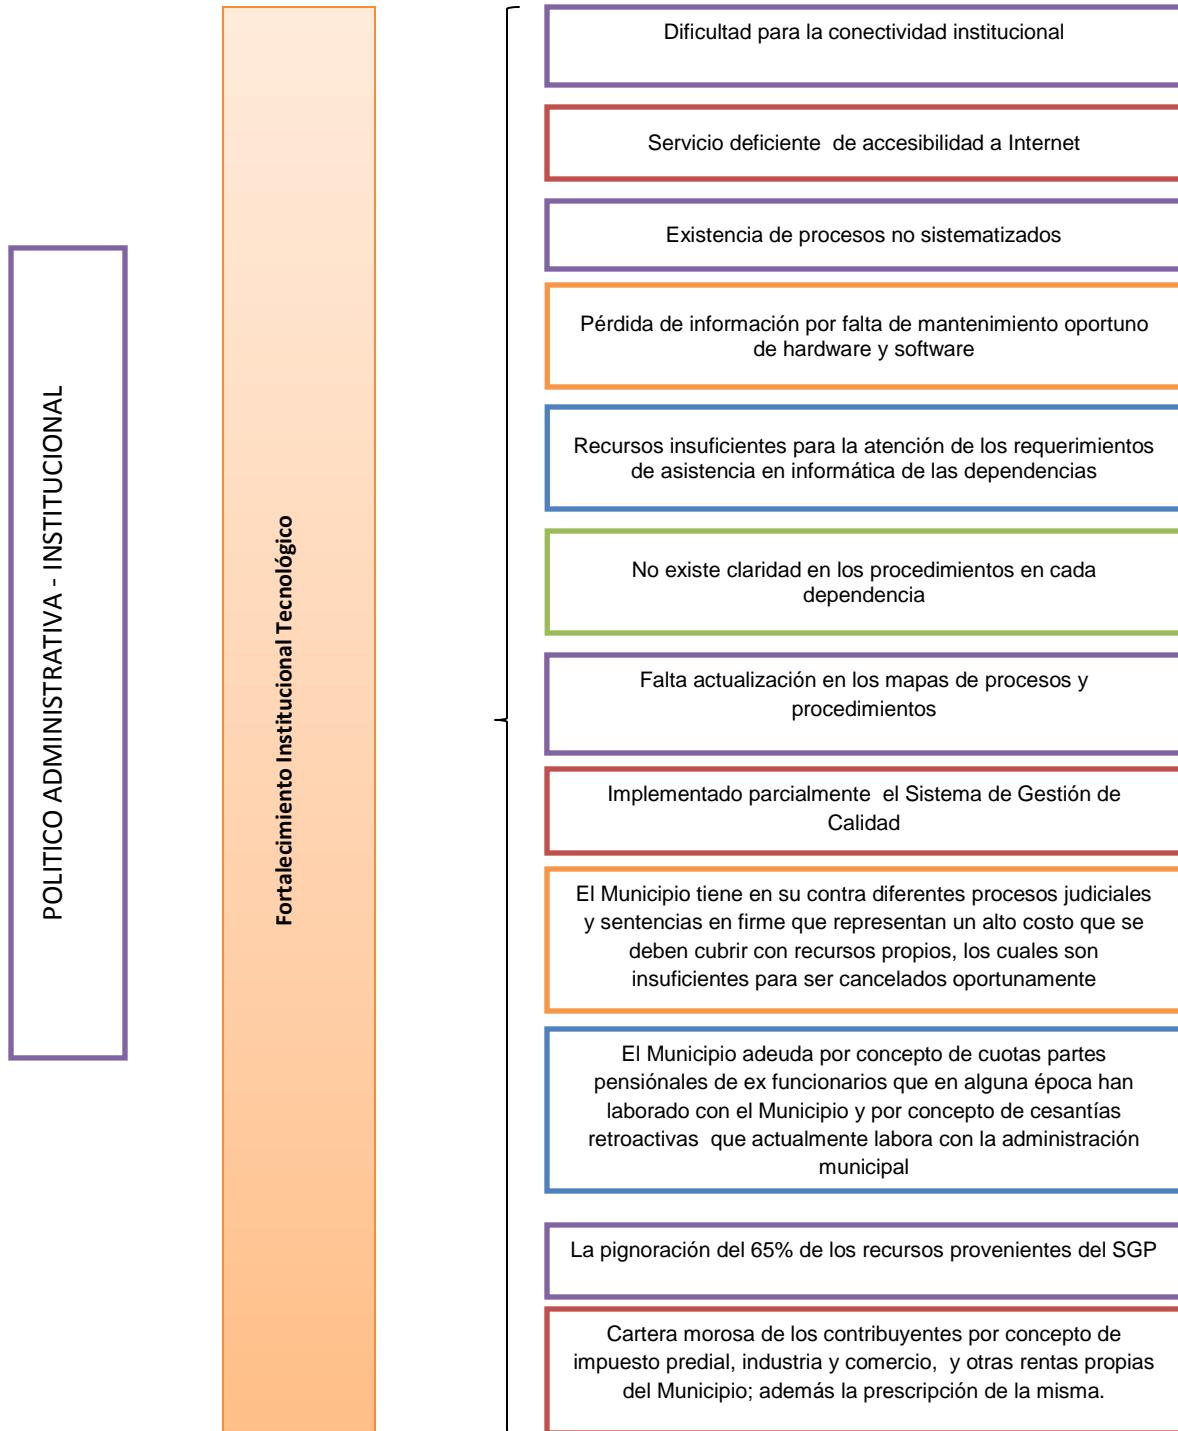 POLITICO ADMINISTRATIVA - INSTITUCIONAL
Fortalecimiento Institucional Tecnológico
Dificultad para la conectividad institucional
Servicio deficiente  de accesibilidad a Internet
Existencia de procesos no sistematizados
Pérdida de información por falta de mantenimiento oportuno
de hardware y software
Recursos insuficientes para la atención de los requerimientos
de asistencia en informática de las dependencias
No existe claridad en los procedimientos en cada
dependencia
Falta actualización en los mapas de procesos y
procedimientos
Implementado parcialmente  el Sistema de Gestión de
Calidad
El Municipio tiene en su contra diferentes procesos judiciales
y sentencias en firme que representan un alto costo que se
deben cubrir con recursos propios, los cuales son
insuficientes para ser cancelados oportunamente
El Municipio adeuda por concepto de cuotas partes
pensiónales de ex funcionarios que en alguna época han
laborado con el Municipio y por concepto de cesantías
retroactivas  que actualmente labora con la administración
municipal
La pignoración del 65% de los recursos provenientes del SGP
Cartera morosa de los contribuyentes por concepto de
impuesto predial, industria y comercio,  y otras rentas propias
del Municipio; además la prescripción de la misma.